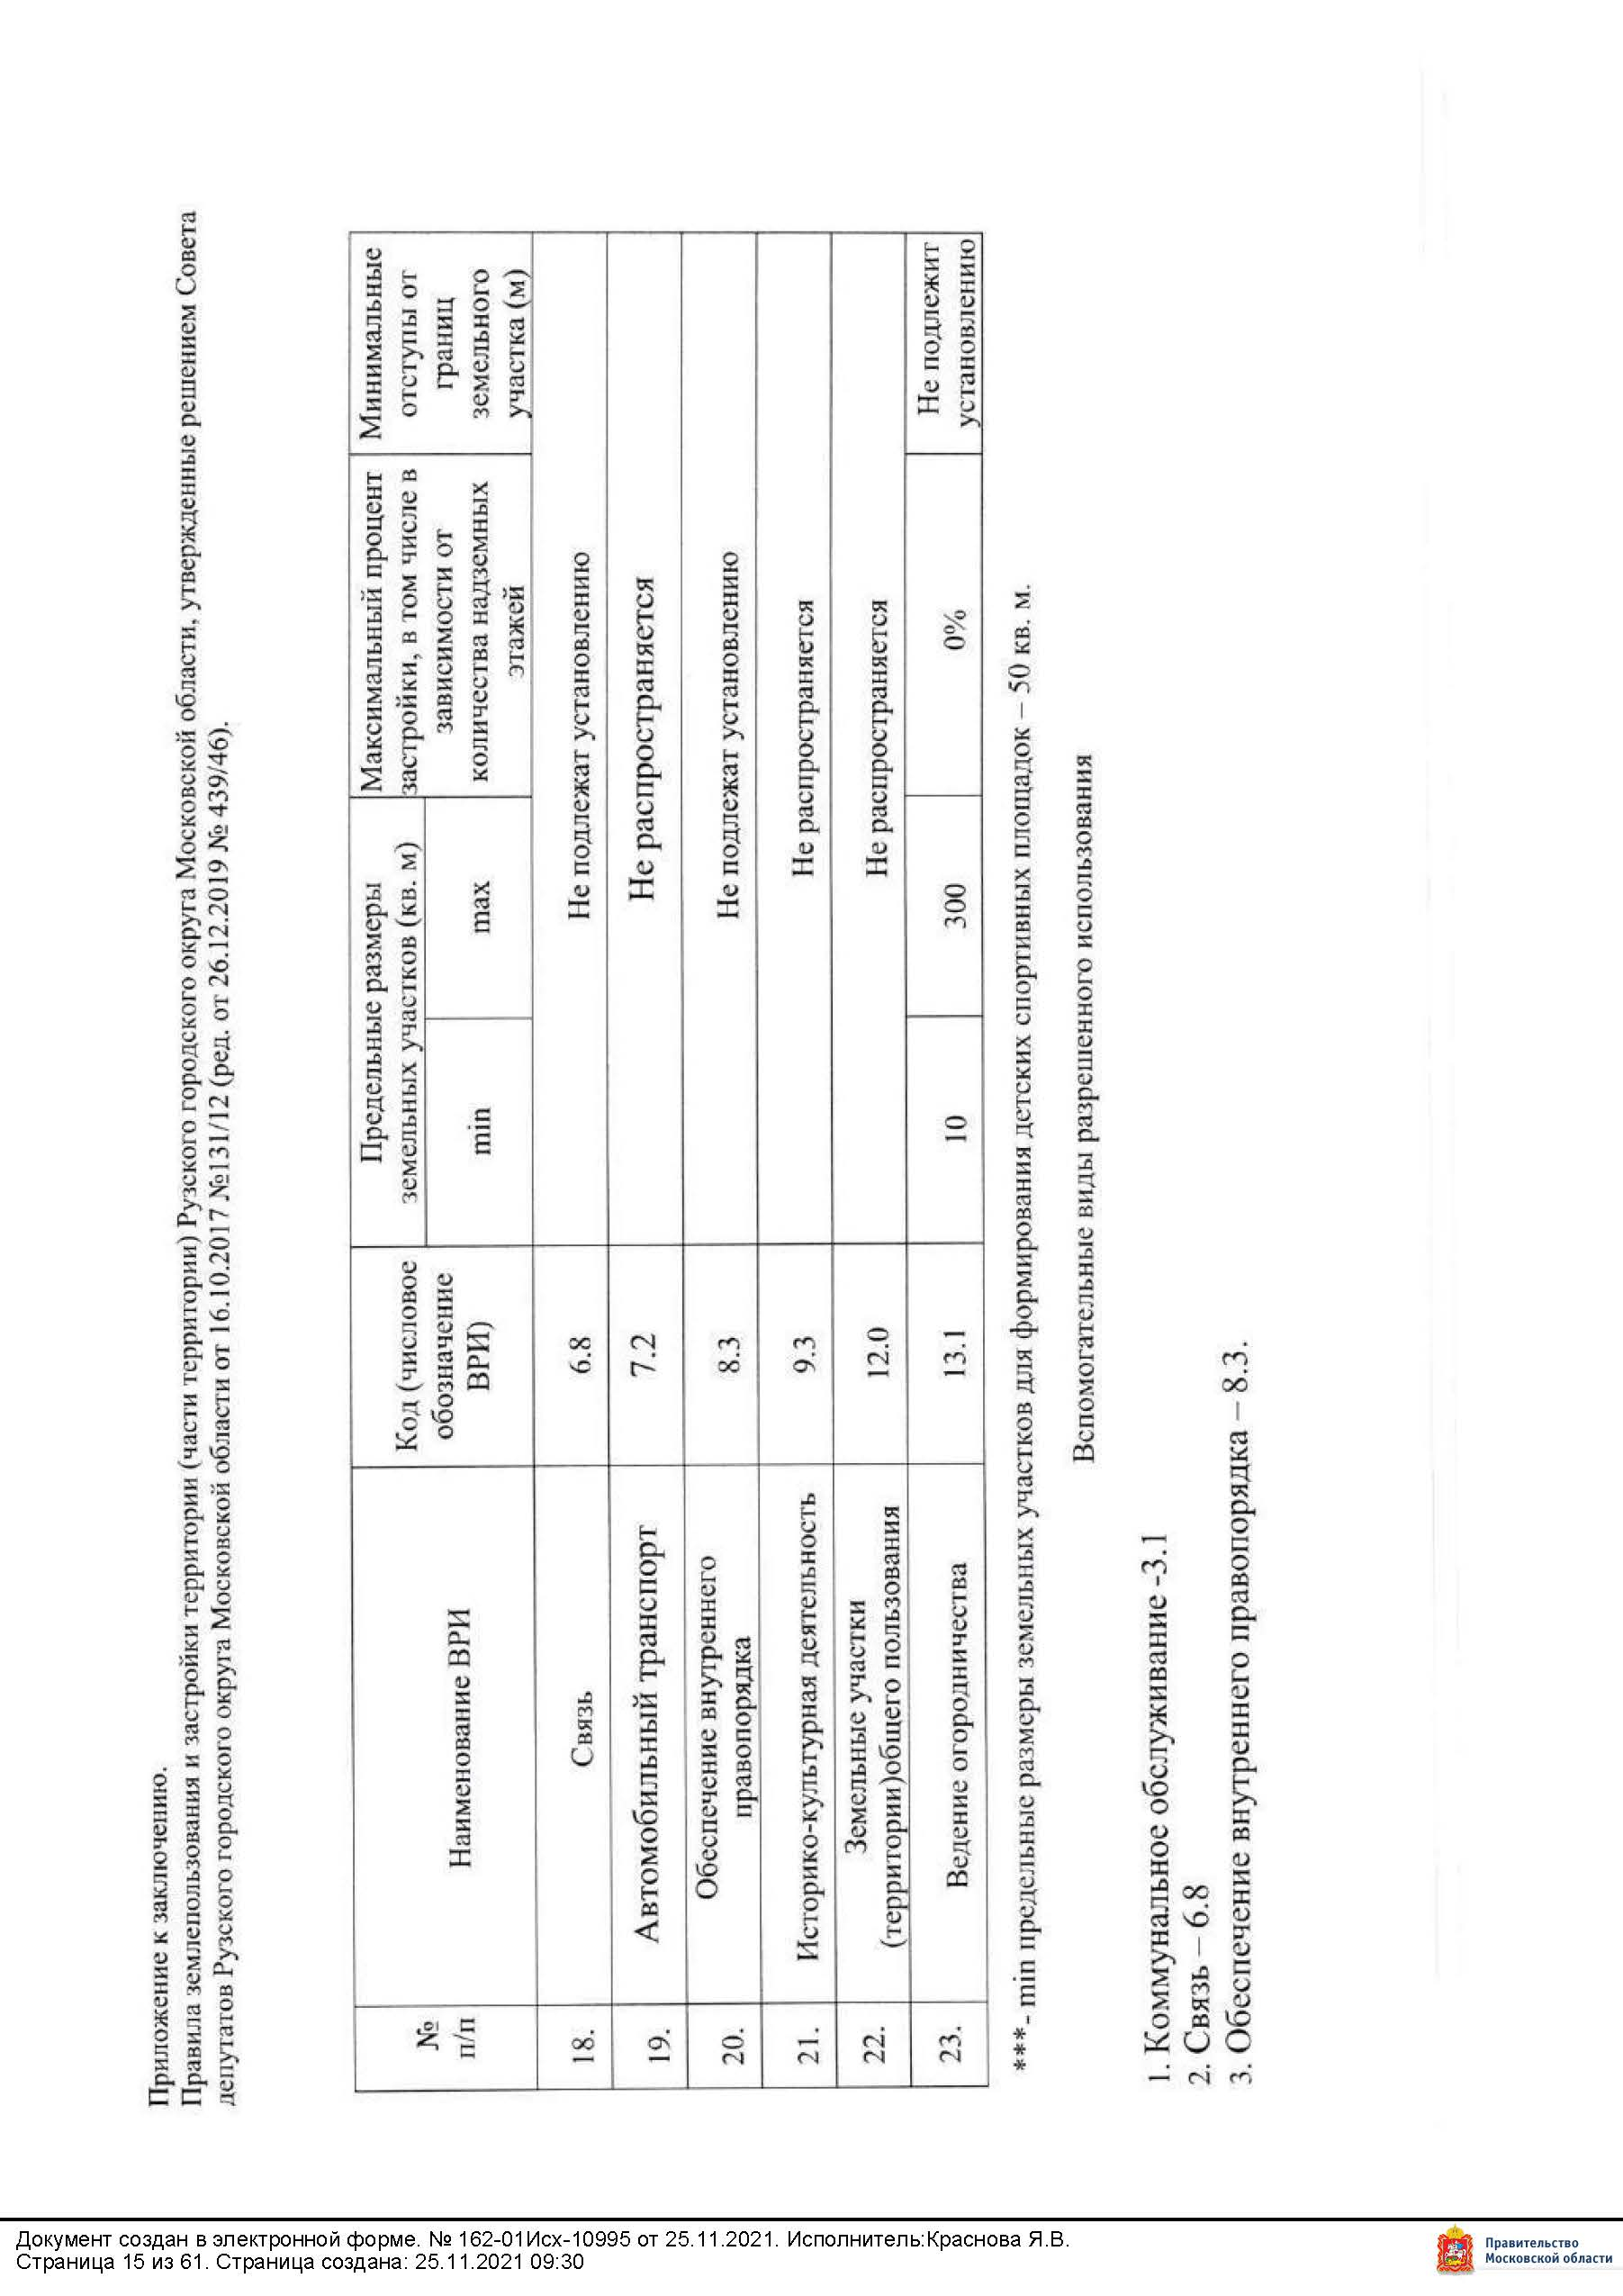 Приложение к заключению.
Правила землепользования и застройки территории (части территории) Рузского городского округа Московской области, утвержденные решением Совета
депутатов Рузского городского округа Московской области от 16.10.2017 №131/12 (ред. от 26.12.2019 № 439/46).
№
п/п
Наименование ВРИ
Код (числовое
обозначение
ВРИ)
Предельные размеры
земельных участков (кв. м)
min
max
Максимальный процент
застройки, в том числе в
зависимости от
количества надземных
этажей
Минимальные
отступы от
границ
земельного
участка (м)
18.
Связь
6.8
Не подлежат установлению
19.
Автомобильный транспорт
7.2
Не распространяется
20.
Обеспечение внутреннего
правопорядка
8.3
Не подлежат установлению
21.
Историко-культурная деятельность
9.3
Не распространяется
22.
Земельные участки
(территории)общего пользования
12.0
Не распространяется
23.
Ведение огородничества
13.1
10
300
0%
Не подлежит
установлению
***- min предельные размеры земельных участков для формирования детских спортивных площадок – 50 кв. м.
Вспомогательные виды разрешенного использования
1. Коммунальное обслуживание -3.1
2. Связь – 6.8
3. Обеспечение внутреннего правопорядка – 8.3.
Документ создан в электронной форме. № 162-01Исх-10995 от 25.11.2021. Исполнитель:Краснова Я.В.
Страница 15 из 61. Страница создана: 25.11.2021 09:30
Правительство
Московской области